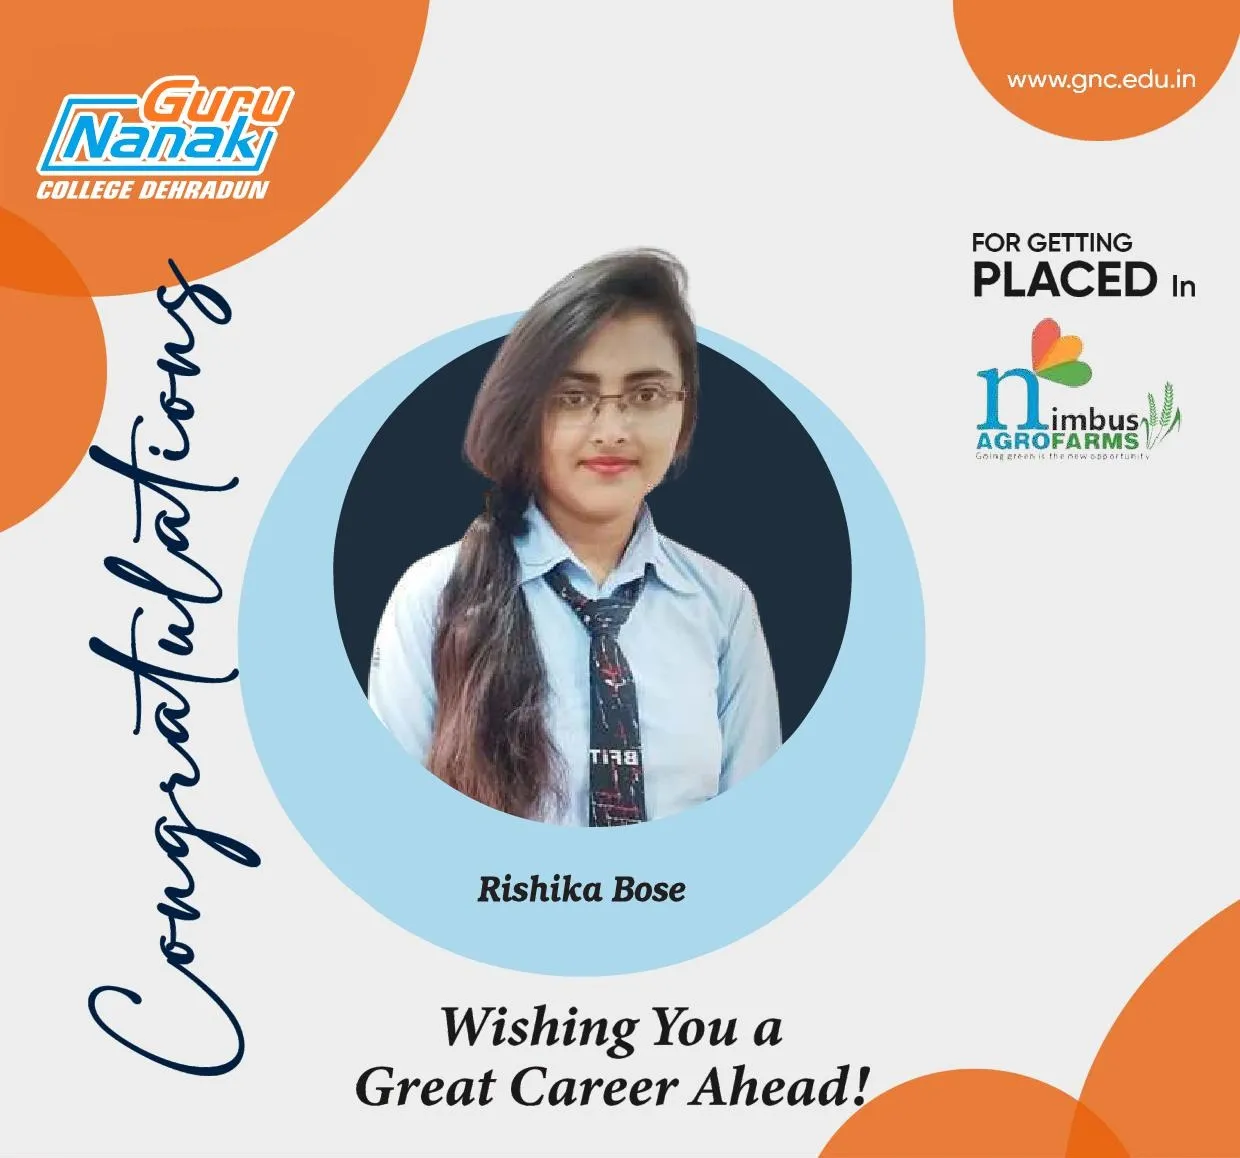 Guru
Nanak
COLLEGE DEHRADUN
www.gnc.edu.in
Congratulations
FOR GETTING
PLACED In
nimbus
AGROFARMS
Going green is the new opportunity
BFIT
Rishika Bose
Wishing You a
Great Career Ahead!